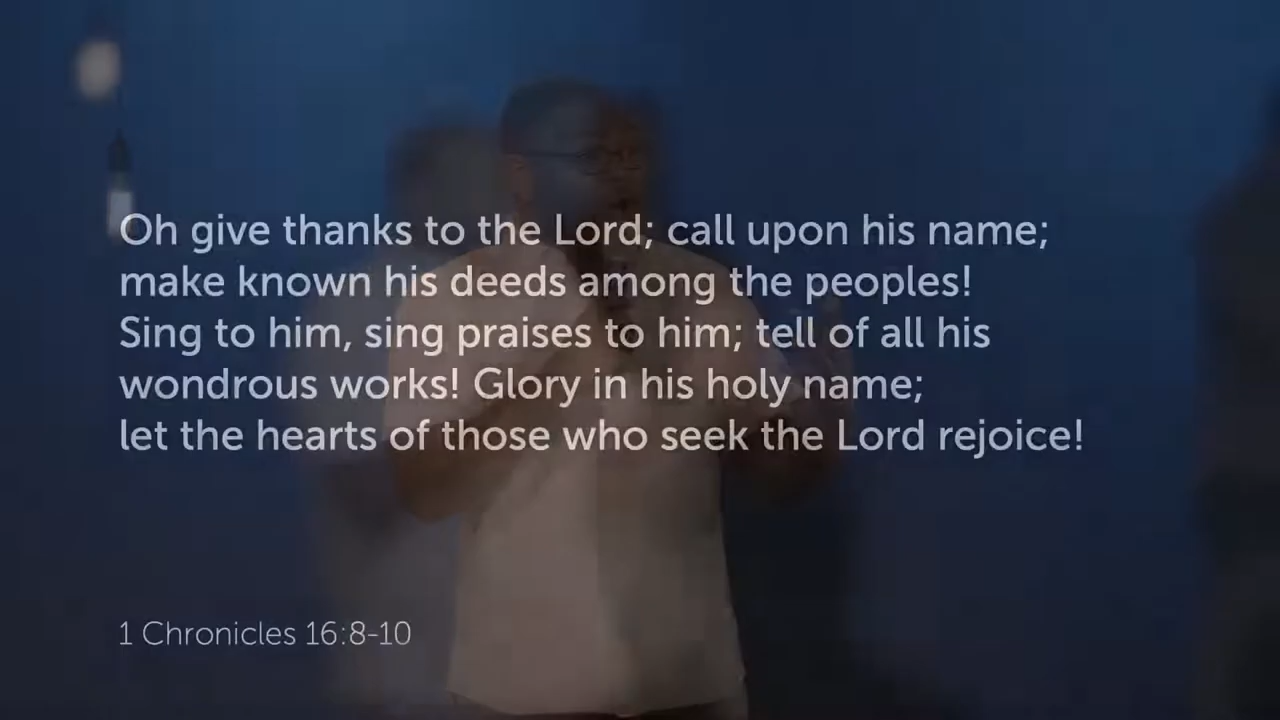 Oh give thanks to the Lord; call upon his name;
make known his deeds among the peoples!
Sing to him, sing praises to him; tell of all his
wondrous works! Glory in his holy name;
let the hearts of those who seek the Lord rejoice!
1 Chronicles 16:8-10